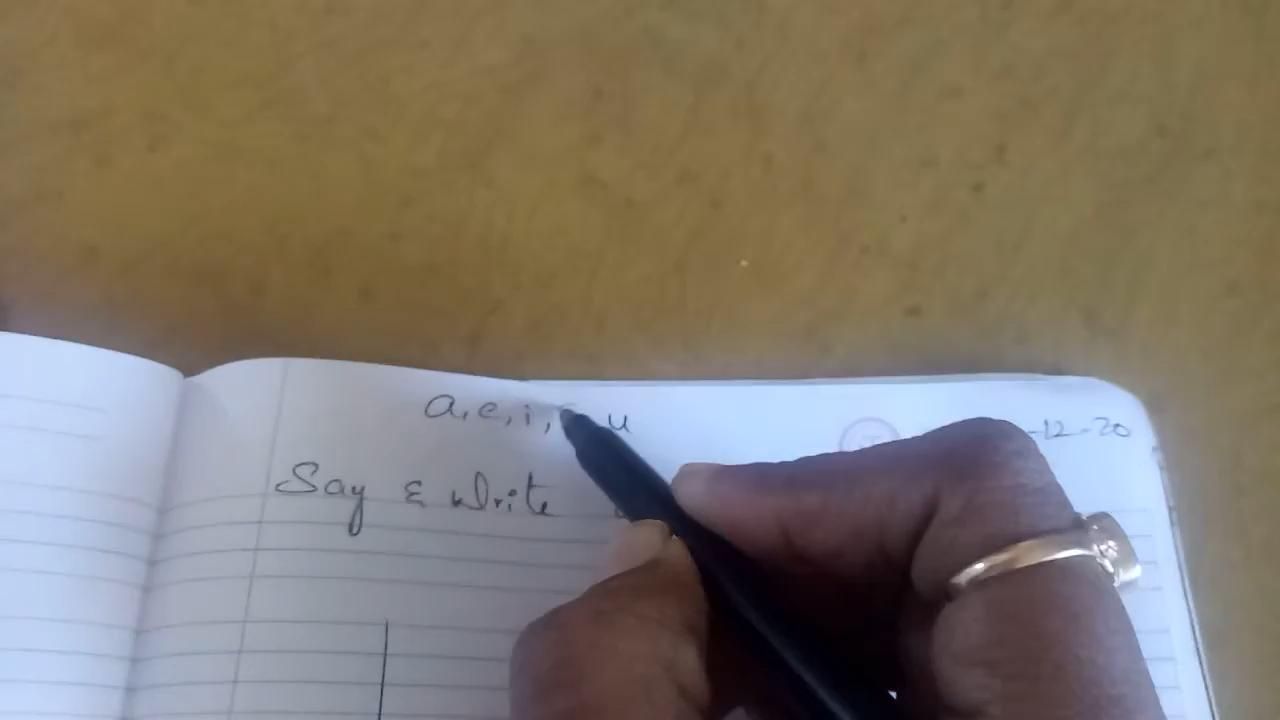 a, e, i, u
-12-20
Say & Write